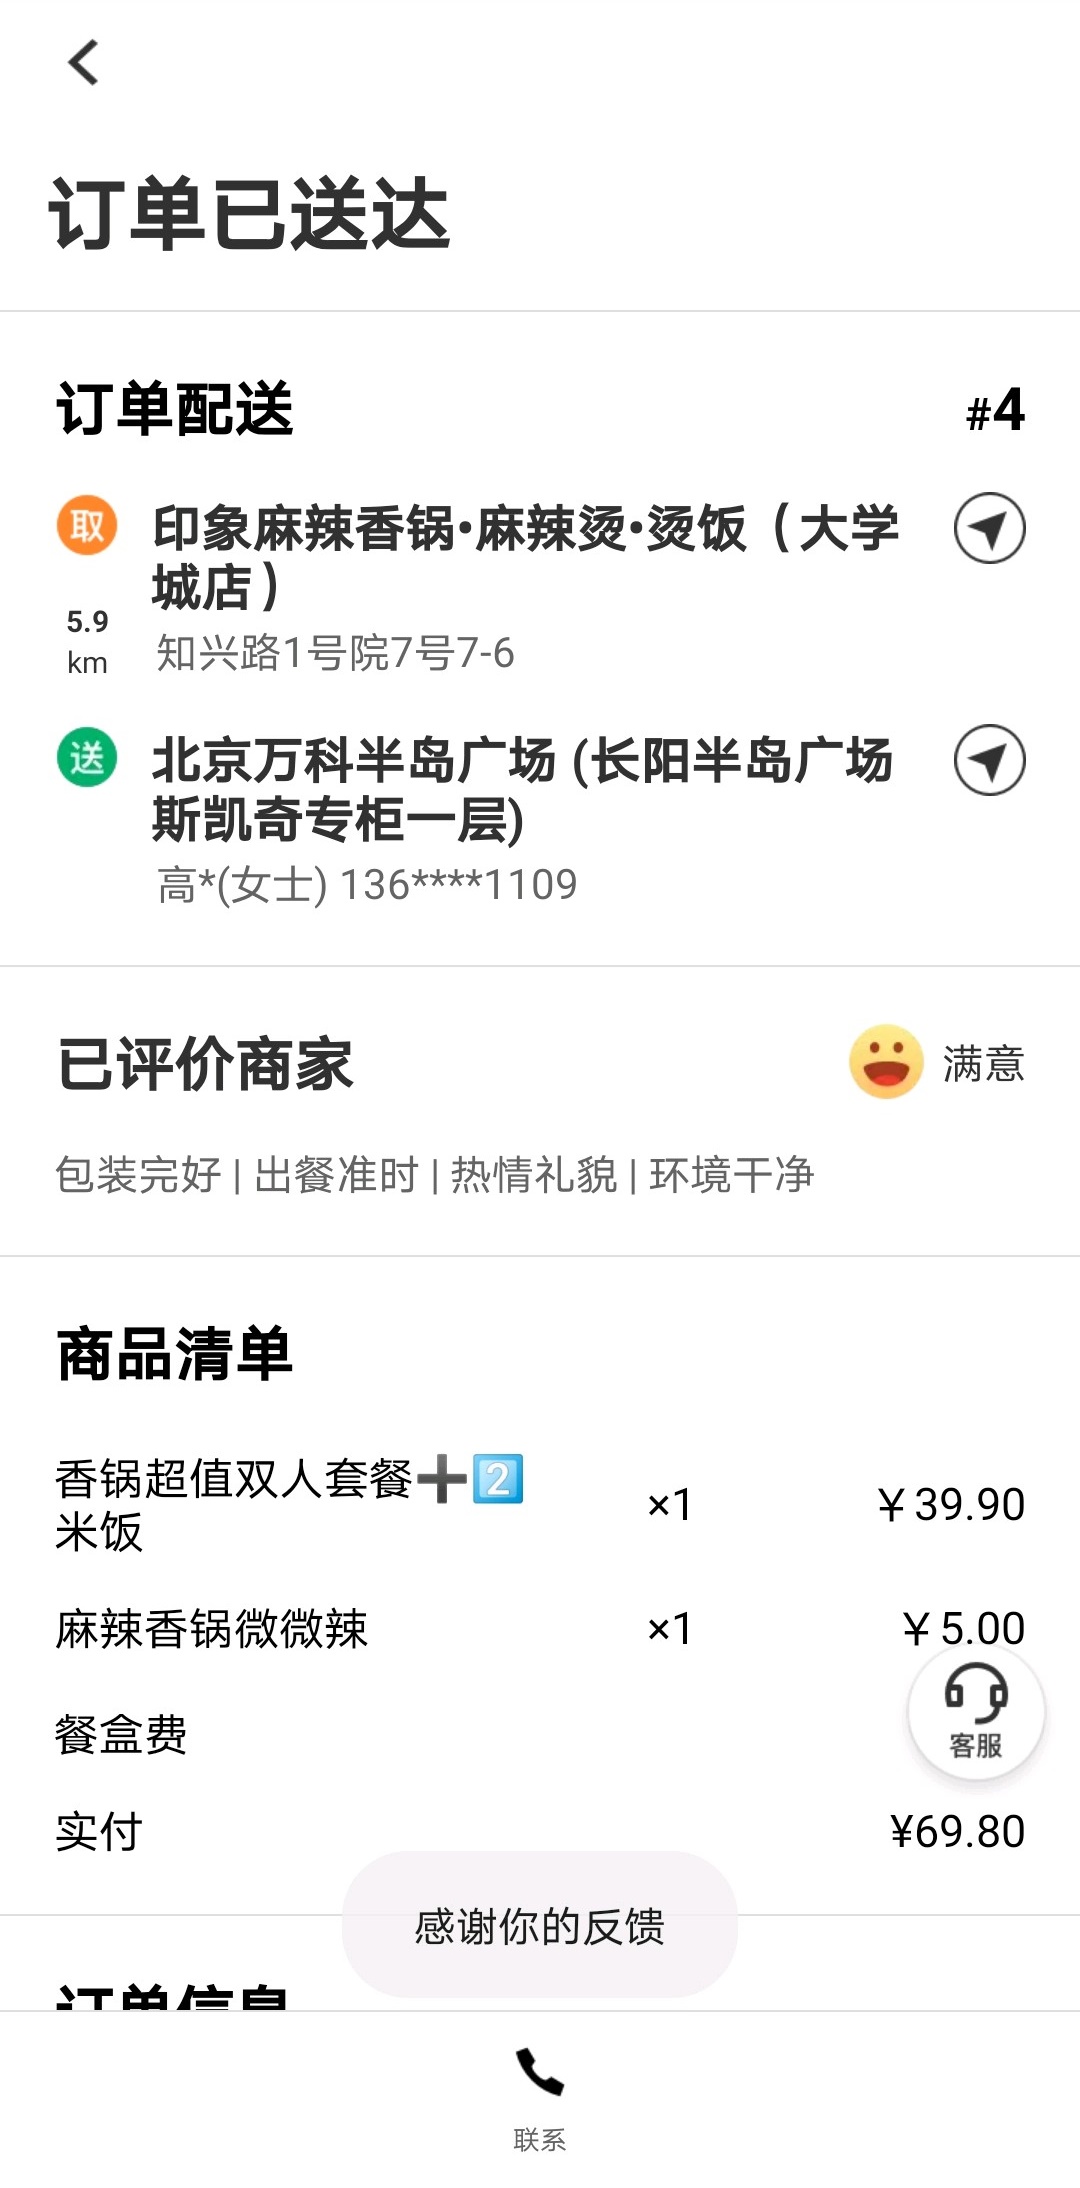 订单已送达
订单配送
#4
取
印象麻辣香锅•麻辣烫•烫饭（大学
城店）
5.9
km
知兴路1号院7号7-6
送
北京万科半岛广场 (长阳半岛广场
斯凯奇专柜一层)
高*(女士) 136****1109
已评价商家
满意
包装完好 | 出餐准时 | 热情礼貌 | 环境干净
商品清单
香锅超值双人套餐➕2️⃣
米饭
×1
￥39.90
麻辣香锅微微辣
×1
￥5.00
客服
餐盒费
实付
¥69.80
感谢你的反馈
订单信息
联系